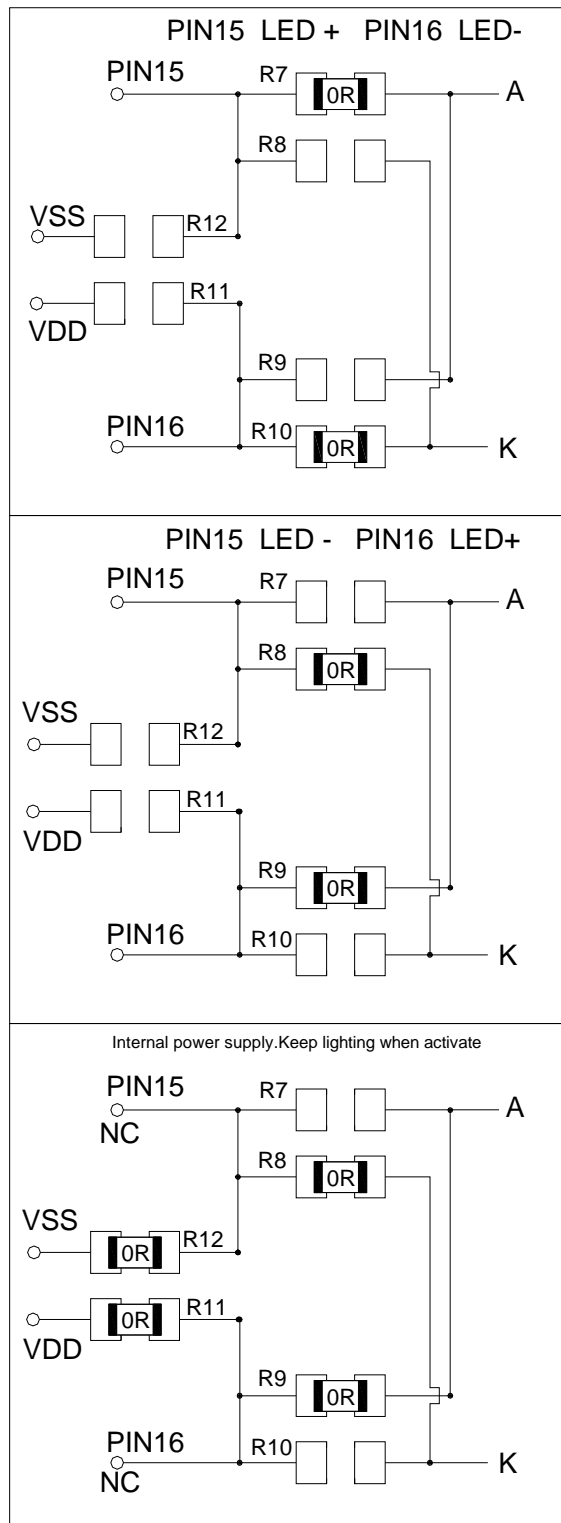 PIN15 LED + PIN16 LED-
PIN15
R7
0R
A
R8
VSS
R12
R11
VDD
R9
PIN16
R10
0R
K
PIN15 LED - PIN16 LED+
PIN15
R7
A
R8
0R
VSS
R12
R11
VDD
R9
0R
PIN16
R10
K
Internal power supply.Keep lighting when activate
PIN15
NC
R7
A
R8
0R
VSS
0R
R12
0R
R11
VDD
R9
0R
PIN16
NC
R10
K